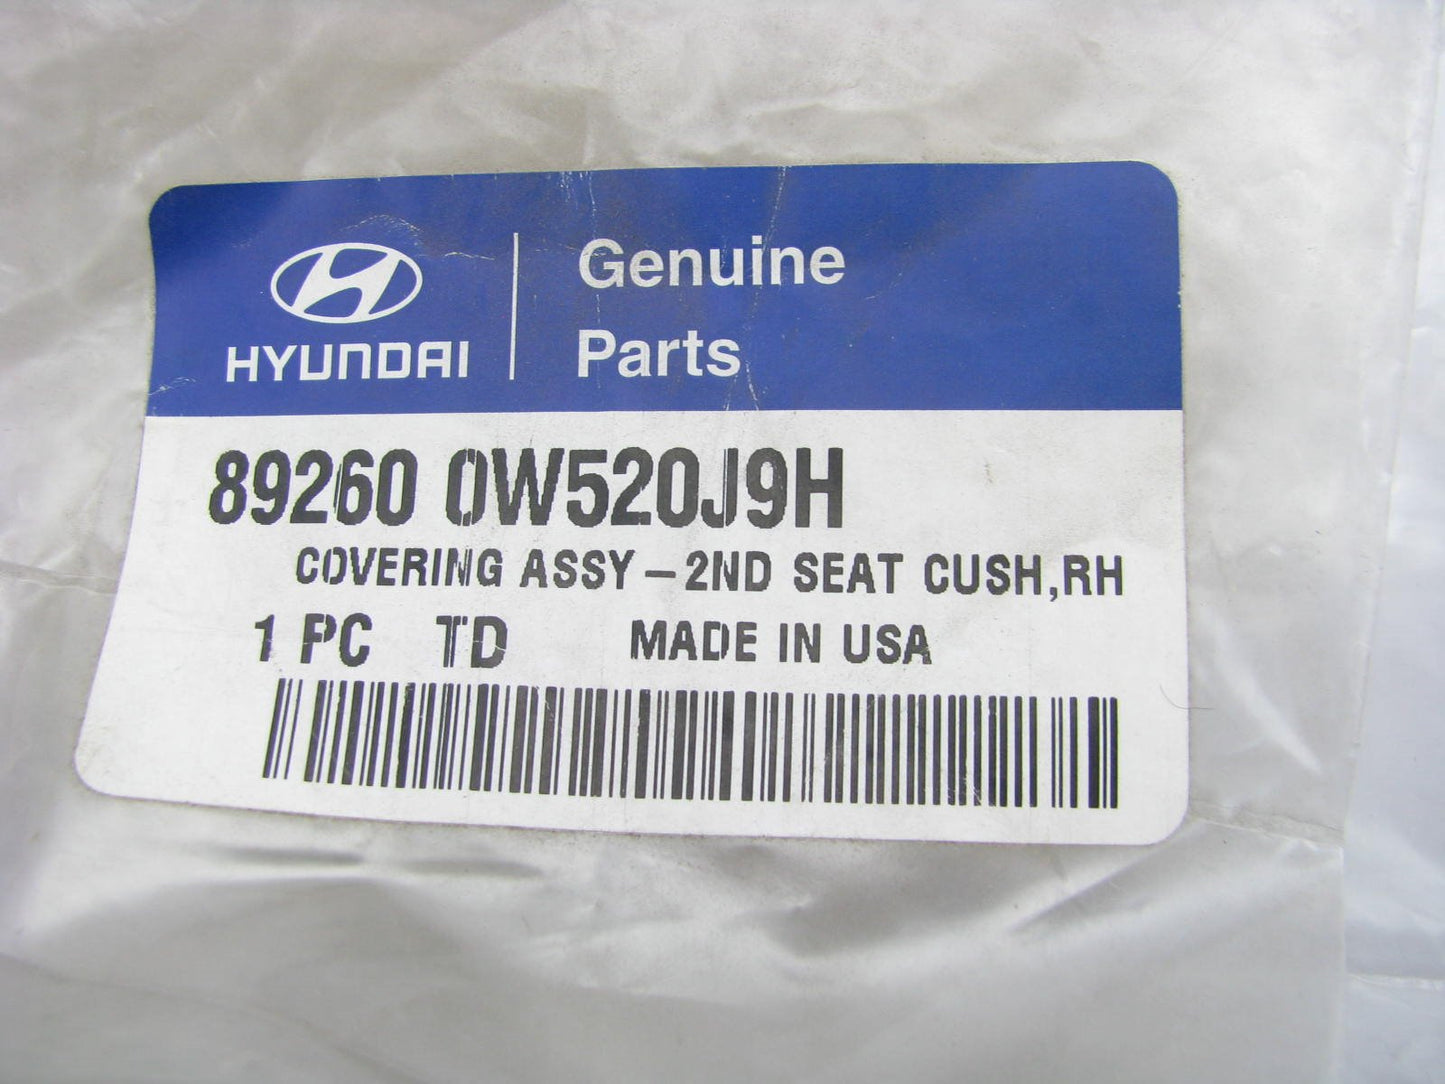 HYUNDAI
Genuine
Parts
89260 0W520J9H
COVERING ASSY-2ND SEAT CUSH,RH
1 PC TD MADE IN USA